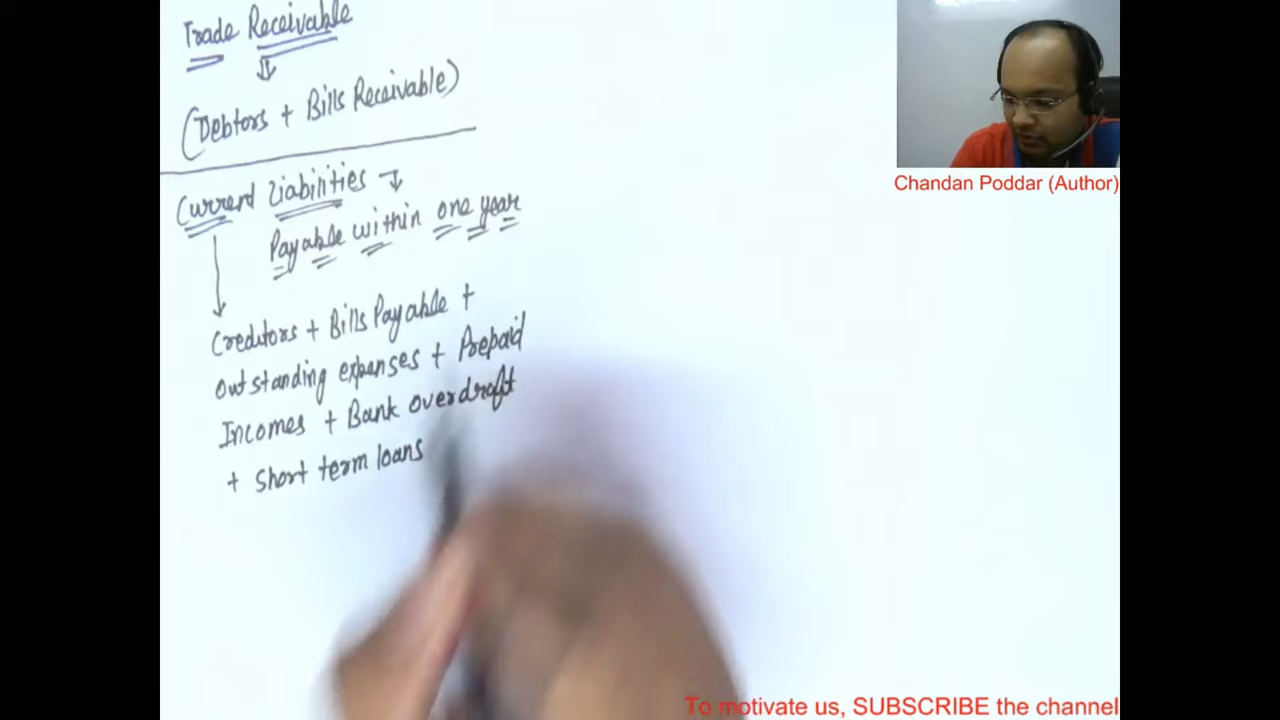 Trade Receivable
(Debtors + Bills Receivable)
Current Liabilities →
Payable within one year
Creditors + Bills Payable +
outstanding expenses + Prepaid
Incomes + Bank overdraft
+ Short term loans
Chandan Poddar (Author)
To motivate us, SUBSCRIBE the channel